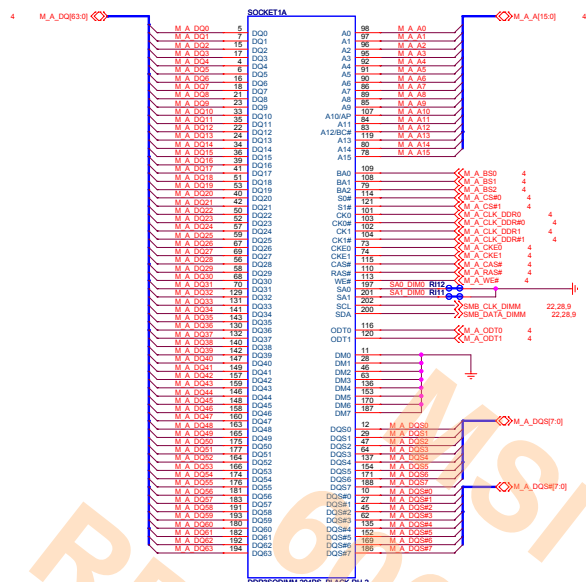 4 M_A_DQ[63:0] SOCKET1A M_A_A[15:0] 4
M_A_DQ0 5 DQ0 A0 98 M_A_A0
M_A_DQ1 7 DQ1 A1 97 M_A_A1
M_A_DQ2 15 DQ2 A2 96 M_A_A2
M_A_DQ3 17 DQ3 A3 95 M_A_A3
M_A_DQ4 4 DQ4 A4 92 M_A_A4
M_A_DQ5 6 DQ5 A5 91 M_A_A5
M_A_DQ6 16 DQ6 A6 90 M_A_A6
M_A_DQ7 18 DQ7 A7 86 M_A_A7
M_A_DQ8 21 DQ8 A8 89 M_A_A8
M_A_DQ9 23 DQ9 A9 85 M_A_A9
M_A_DQ10 33 DQ10 A10/AP 107 M_A_A10
M_A_DQ11 35 DQ11 A11 84 M_A_A11
M_A_DQ12 22 DQ12 A12/BC# 83 M_A_A12
M_A_DQ13 24 DQ13 A13 119 M_A_A13
M_A_DQ14 34 DQ14 A14 80 M_A_A14
M_A_DQ15 36 DQ15 A15 78 M_A_A15
M_A_DQ16 39 DQ16
M_A_DQ17 41 DQ17 BA0 109 M_A_BS0 4
M_A_DQ18 51 DQ18 BA1 108 M_A_BS1 4
M_A_DQ19 53 DQ19 BA2 79 M_A_BS2 4
M_A_DQ20 40 DQ20 S0# 114 M_A_CS#0 4
M_A_DQ21 42 DQ21 S1# 121 M_A_CS#1 4
M_A_DQ22 50 DQ22 CK0 101 M_A_CLK_DDR0 4
M_A_DQ23 52 DQ23 CK0# 103 M_A_CLK_DDR#0 4
M_A_DQ24 57 DQ24 CK1 102 M_A_CLK_DDR1 4
M_A_DQ25 59 DQ25 CK1# 104 M_A_CLK_DDR#1 4
M_A_DQ26 67 DQ26 CKE0 73 M_A_CKE0 4
M_A_DQ27 69 DQ27 CKE1 74 M_A_CKE1 4
M_A_DQ28 56 DQ28 CAS# 115 M_A_CAS# 4
M_A_DQ29 58 DQ29 RAS# 110 M_A_RAS# 4
M_A_DQ30 68 DQ30 WE# 113 M_A_WE# 4
M_A_DQ31 70 DQ31 SA0 197 SA0_DIM0 RI12
M_A_DQ32 129 DQ32 SA1 201 SA1_DIM0 RI11
M_A_DQ33 131 DQ33 SCL 202 SMB_CLK_DIMM 22,28,9
M_A_DQ34 141 DQ34 SDA 200 SMB_DATA_DIMM 22,28,9
M_A_DQ35 143 DQ35
M_A_DQ36 130 DQ36 ODT0 116 M_A_ODT0 4
M_A_DQ37 132 DQ37 ODT1 120 M_A_ODT1 4
M_A_DQ38 140 DQ38
M_A_DQ39 142 DQ39 DM0 11
M_A_DQ40 147 DQ40 DM1 28
M_A_DQ41 149 DQ41 DM2 46
M_A_DQ42 157 DQ42 DM3 63
M_A_DQ43 159 DQ43 DM4 136
M_A_DQ44 146 DQ44 DM5 153
M_A_DQ45 148 DQ45 DM6 170
M_A_DQ46 158 DQ46 DM7 187
M_A_DQ47 160 DQ47
M_A_DQ48 163 DQ48 DQS0 12 M_A_DQS0 M_A_DQS[7:0] 4
M_A_DQ49 165 DQ49 DQS1 29 M_A_DQS1
M_A_DQ50 175 DQ50 DQS2 47 M_A_DQS2
M_A_DQ51 177 DQ51 DQS3 64 M_A_DQS3
M_A_DQ52 164 DQ52 DQS4 137 M_A_DQS4
M_A_DQ53 166 DQ53 DQS5 154 M_A_DQS5
M_A_DQ54 174 DQ54 DQS6 171 M_A_DQS6
M_A_DQ55 176 DQ55 DQS7 188 M_A_DQS7
M_A_DQ56 181 DQ56 DQS#0 10 M_A_DQS#0 M_A_DQS#[7:0] 4
M_A_DQ57 183 DQ57 DQS#1 27 M_A_DQS#1
M_A_DQ58 191 DQ58 DQS#2 45 M_A_DQS#2
M_A_DQ59 193 DQ59 DQS#3 62 M_A_DQS#3
M_A_DQ60 180 DQ60 DQS#4 135 M_A_DQS#4
M_A_DQ61 182 DQ61 DQS#5 152 M_A_DQS#5
M_A_DQ62 192 DQ62 DQS#6 169 M_A_DQS#6
M_A_DQ63 194 DQ63 DQS#7 186 M_A_DQS#7
MSI